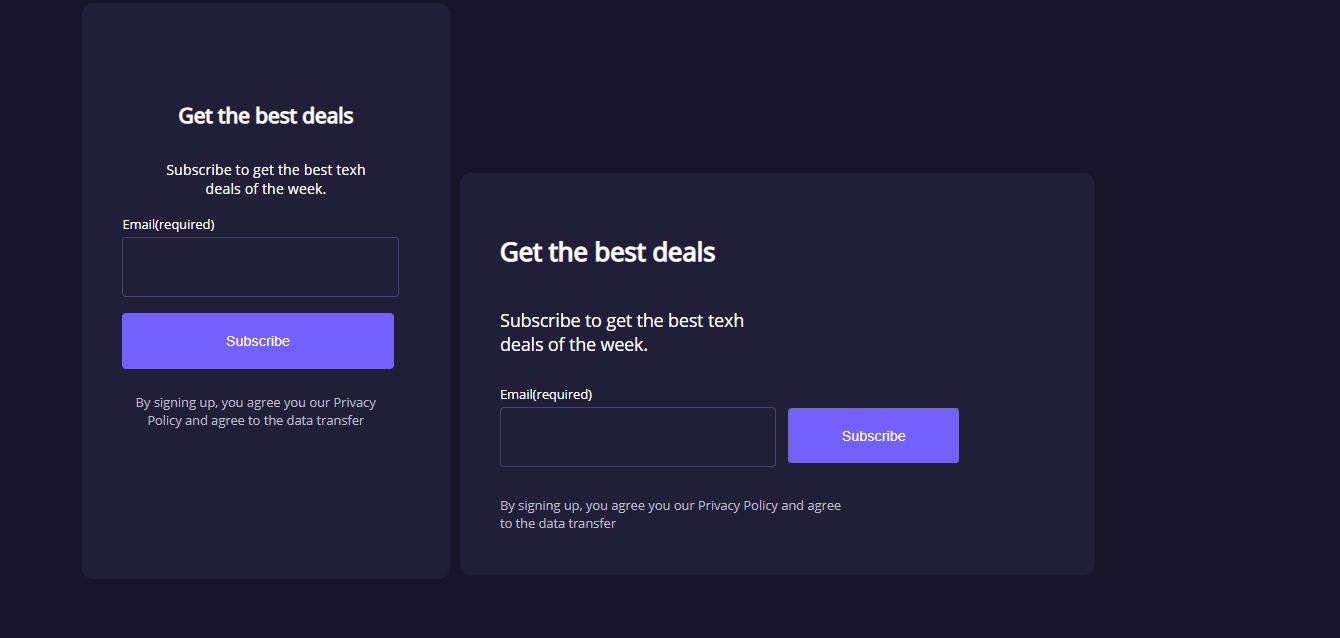 Get the best deals
Subscribe to get the best texh
deals of the week.
Email(required)
Subscribe
By signing up, you agree you our Privacy
Policy and agree to the data transfer
Get the best deals
Subscribe to get the best texh
deals of the week.
Email(required)
Subscribe
By signing up, you agree you our Privacy Policy and agree
to the data transfer